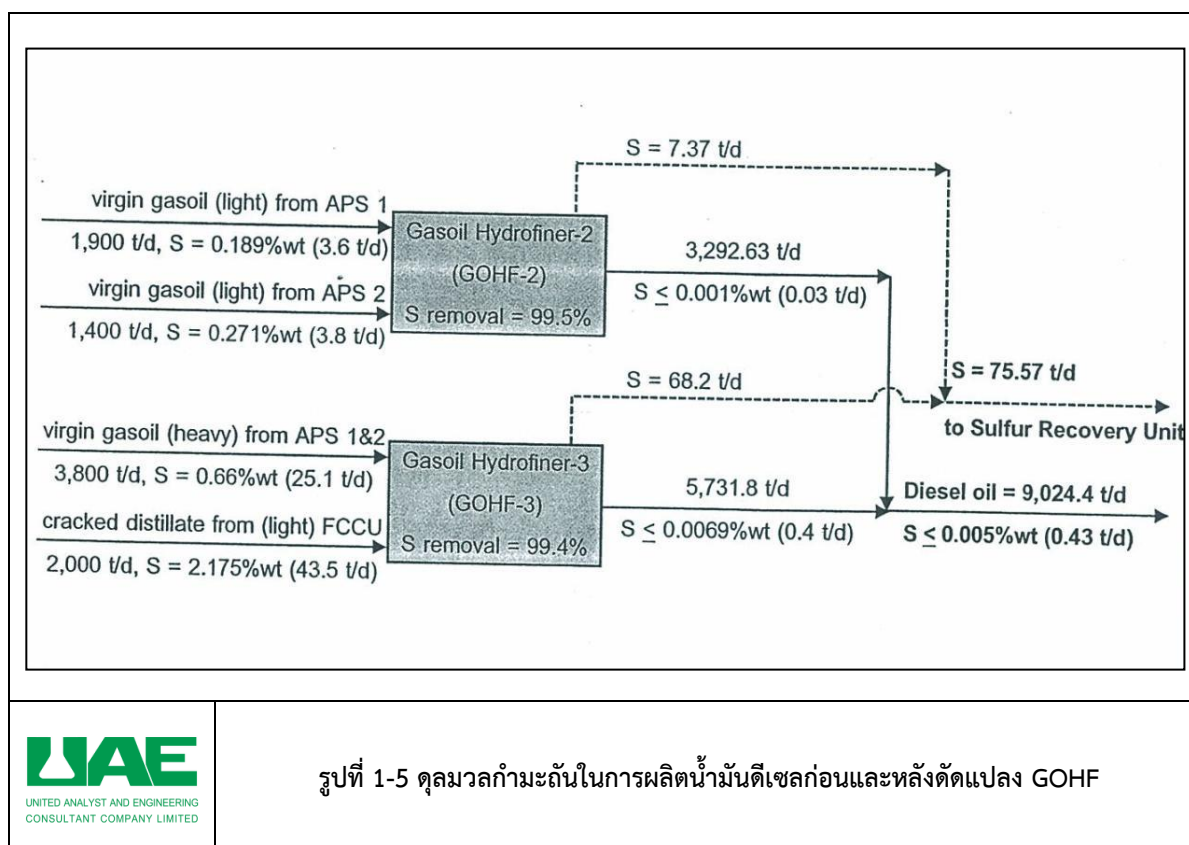 S = 7.37 t/d
virgin gasoil (light) from APS 1
1,900 t/d, S = 0.189%wt (3.6 t/d)
virgin gasoil (light) from APS 2
1,400 t/d, S = 0.271%wt (3.8 t/d)
Gasoil Hydrofiner-2
(GOHF-2)
S removal = 99.5%
3,292.63 t/d
S ≤ 0.001%wt (0.03 t/d)
S = 68.2 t/d
S = 75.57 t/d
to Sulfur Recovery Unit
virgin gasoil (heavy) from APS 1&2
3,800 t/d, S = 0.66%wt (25.1 t/d)
cracked distillate from (light) FCCU
2,000 t/d, S = 2.175%wt (43.5 t/d)
Gasoil Hydrofiner-3
(GOHF-3)
S removal = 99.4%
5,731.8 t/d
S ≤ 0.0069%wt (0.4 t/d)
Diesel oil = 9,024.4 t/d
S ≤ 0.005%wt (0.43 t/d)
UAE
UNITED ANALYST AND ENGINEERING
CONSULTANT COMPANY LIMITED
รูปที่ 1-5 ดุลมวลกำมะถันในการผลิตน้ำมันดีเซลก่อนและหลังดัดแปลง GOHF